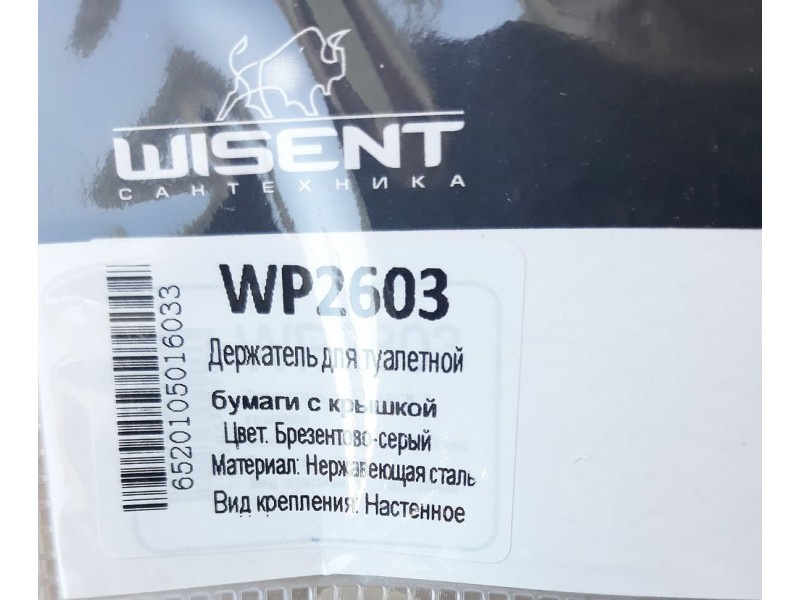 WISENT
САНТЕХНИКА
WP2603
Держатель для туалетной
бумаги с крышкой
Цвет. Брезентово-серый
Материал: Нержавеющая сталь
Вид крепления: Настенное
6520105016033